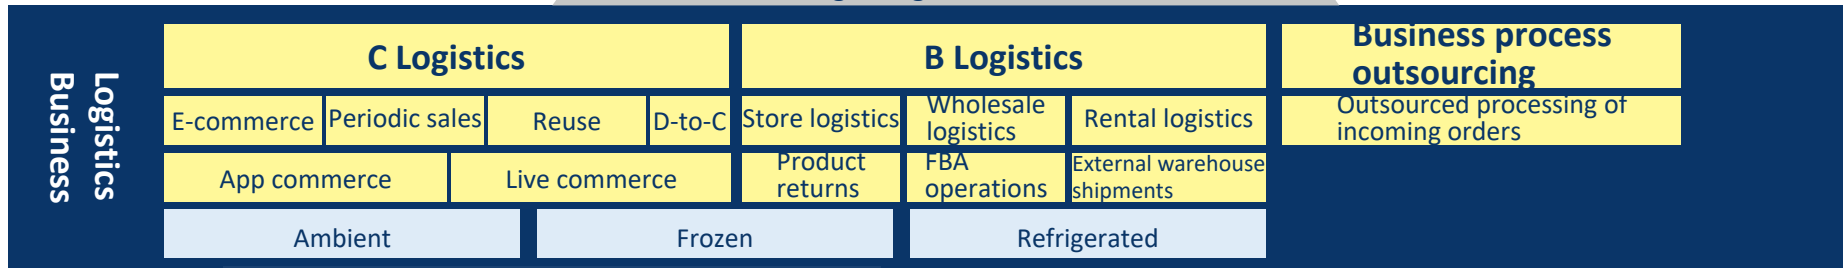 Logistics
Business
C Logistics
B Logistics
Business process
outsourcing
E-commerce
Periodic sales
Reuse
D-to-C
Store logistics
Wholesale
logistics
Rental logistics
Outsourced processing of
incoming orders
App commerce
Live commerce
Product
returns
FBA
operations
External warehouse
shipments
Ambient
Frozen
Refrigerated